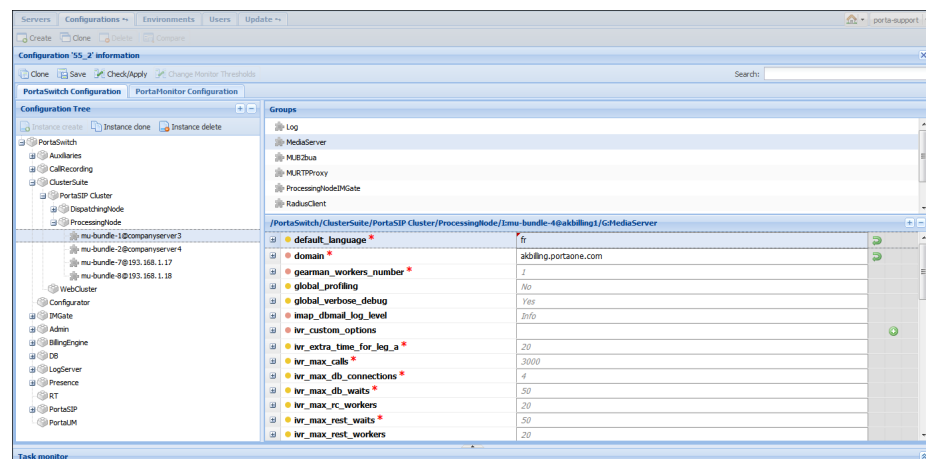 Servers Configurations Environments Users Update
porta-support
Create Clone Delete Compare
Configuration 'SS_2' information
Clone Save Check/Apply Change Monitor Thresholds Search:
PortaSwitch Configuration PortaMonitor Configuration
Configuration Tree
Instance create Instance clone Instance delete
PortaSwitch
Auxiliaries
CallRecording
ClusterSuite
PortaSIP Cluster
DispatchingNode
ProcessingNode
mu-bundle-1@companyserver3
mu-bundle-2@companyserver4
mu-bundle-7@193.168.1.17
mu-bundle-8@193.168.1.18
WebCluster
Configurator
IMGate
Admin
BillingEngine
DB
LogServer
Presence
RT
PortaSIP
PortaUM
Groups
Log
MediaServer
MUB2bua
MURTPProxy
ProcessingNodeIMGate
RadiusClient
/PortaSwitch/ClusterSuite/PortaSIP Cluster/ProcessingNode/I:mu-bundle-4@akbilling1/G:MediaServer
default_language * fr
domain * akbilling.portaone.com
gearman_workers_number * 1
global_profiling No
global_verbose_debug Yes
imap_dbmail_log_level Info
ivr_custom_options
ivr_extra_time_for_leg_a * 20
ivr_max_calls * 3000
ivr_max_db_connections * 4
ivr_max_db_waits * 50
ivr_max_rc_workers 20
ivr_max_rest_waits * 50
ivr_max_rest_workers 20
Task monitor